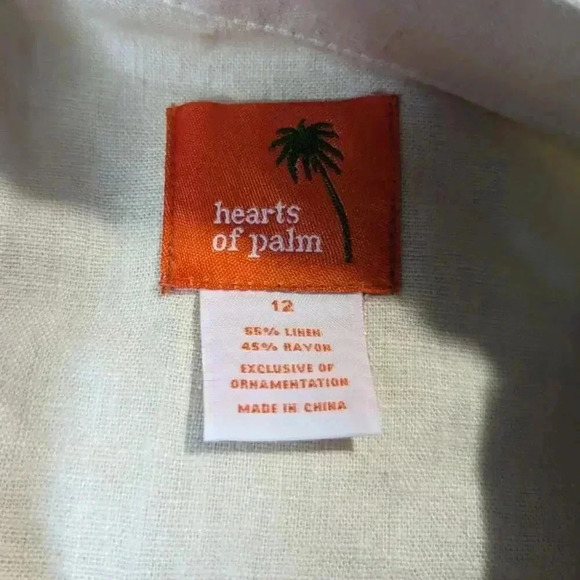 hearts
of palm
12
55% LINEN
45% RAYON
EXCLUSIVE OF
ORNAMENTATION
MADE IN CHINA